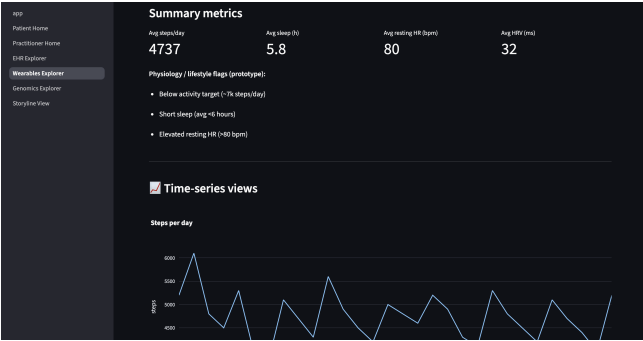 app
Patient Home
Practitioner Home
EHR Explorer
Wearables Explorer
Genomics Explorer
Storyline View
Summary metrics
Avg steps/day Avg sleep (h) Avg resting HR (bpm) Avg HRV (ms)
4737 5.8 80 32
Physiology / lifestyle flags (prototype):
• Below activity target (~7k steps/day)
• Short sleep (avg <6 hours)
• Elevated resting HR (>80 bpm)
📈 Time-series views
Steps per day
6000
5500
5000
4500
steps